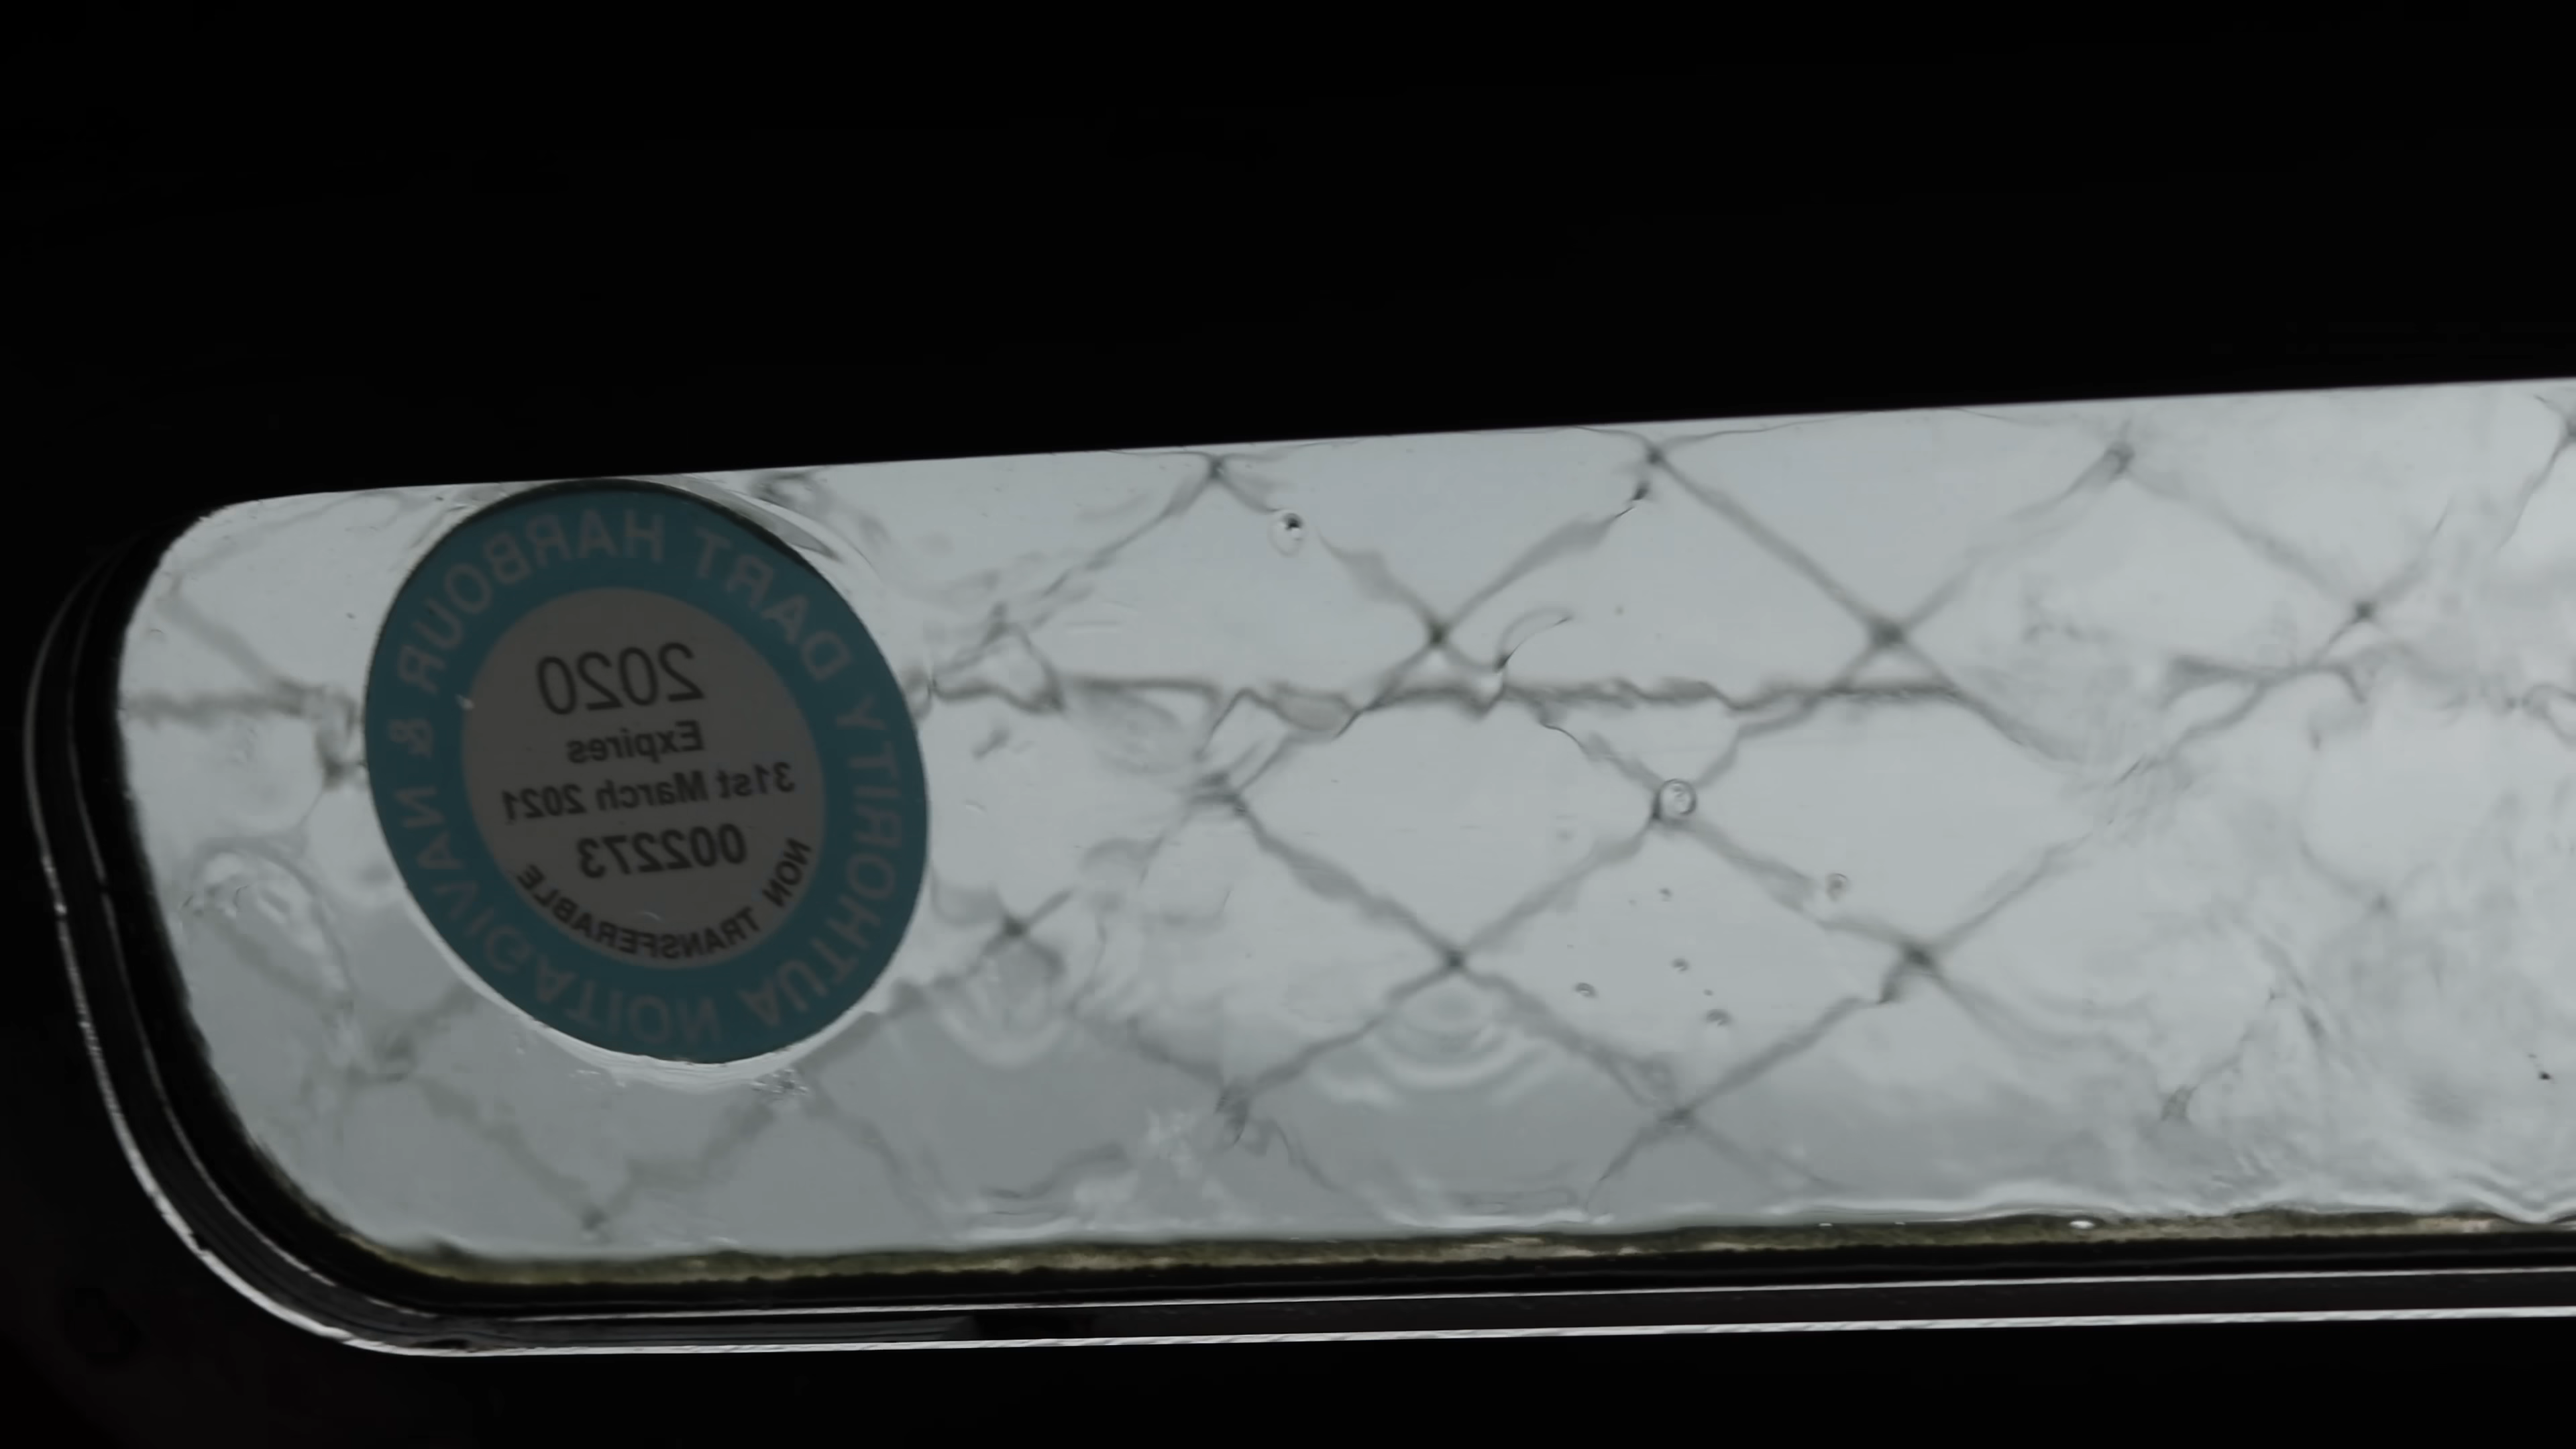 DART HARBOUR & NAVIGATION AUTHORITY
2020
Expires
31st March 2021
002273
NON TRANSFERABLE